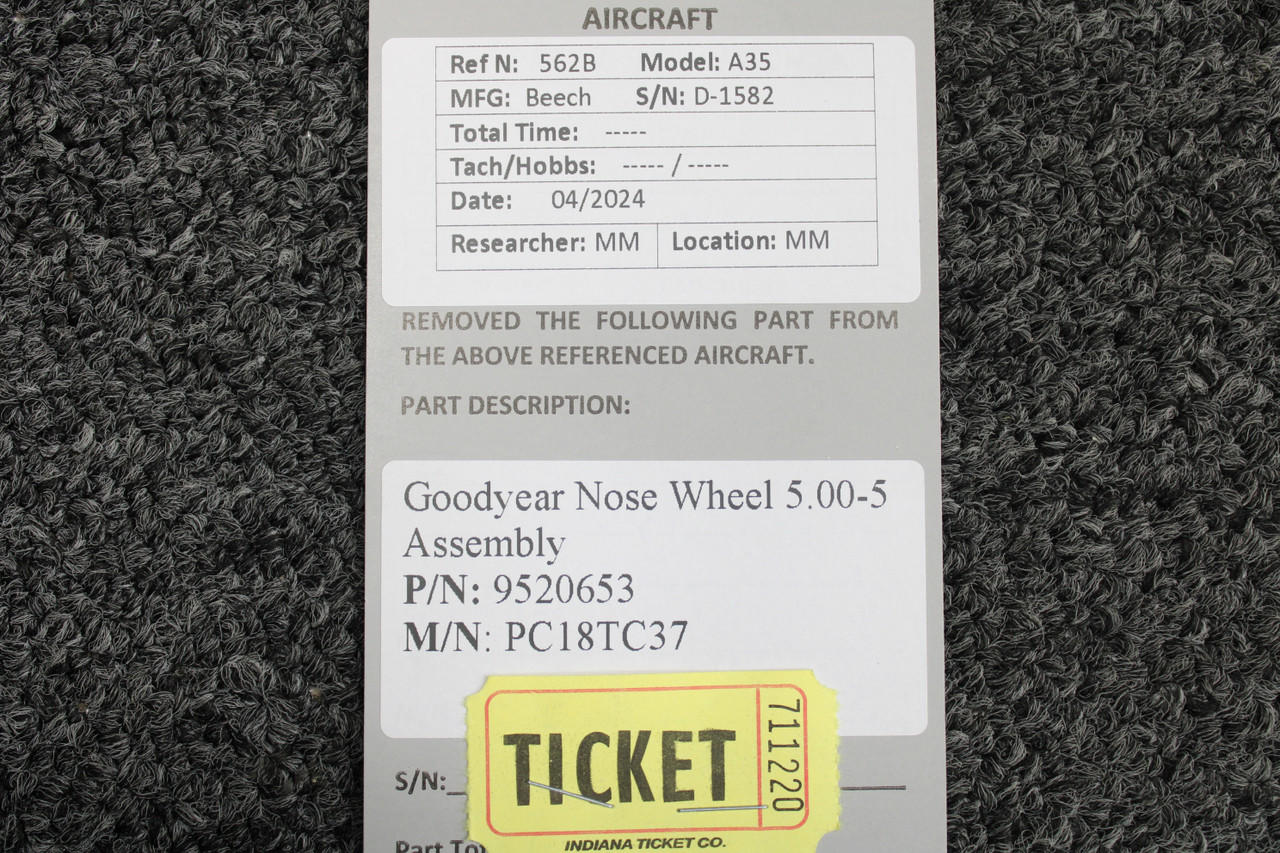 AIRCRAFT
Ref N: 562B Model: A35
MFG: Beech S/N: D-1582
Total Time: -----
Tach/Hobbs: ----- / -----
Date: 04/2024
Researcher: MM Location: MM
REMOVED THE FOLLOWING PART FROM
THE ABOVE REFERENCED AIRCRAFT.
PART DESCRIPTION:
Goodyear Nose Wheel 5.00-5
Assembly
P/N: 9520653
M/N: PC18TC37
TICKET
711220
S/N:
INDIANA TICKET CO.
Part